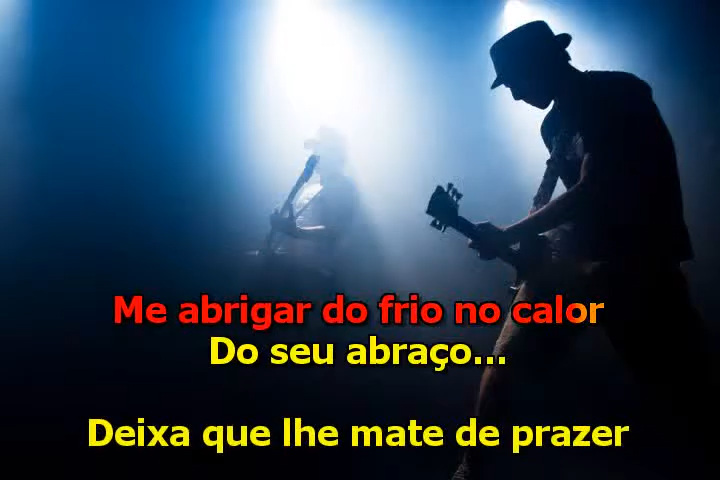 Me abrigar do frio no calor
Do seu abraço...
Deixa que lhe mate de prazer